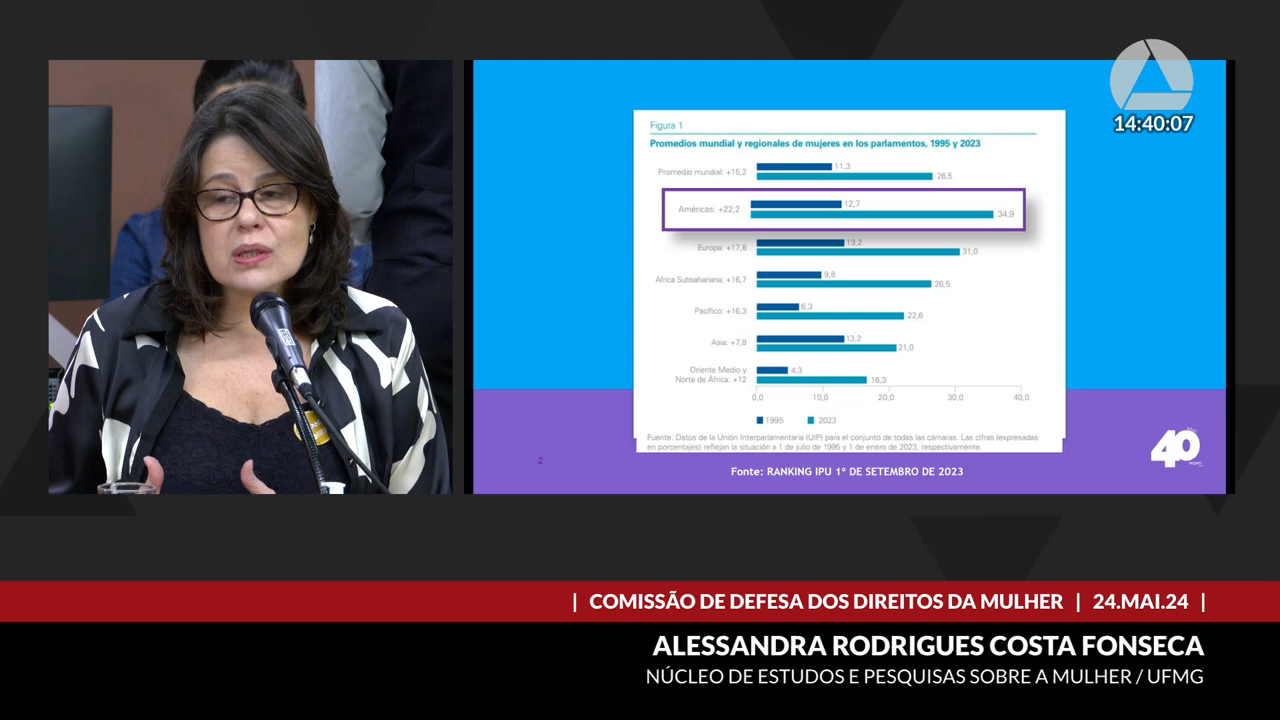 14:40:07
Figura 1
Promedios mundial y regionales de mujeres en los parlamentos, 1995 y 2023
Promedio mundial: +15,2
11,3
26,5
Américas: +22,2
12,7
34,9
Europa: +17,8
13,2
31,0
África Subsahariana: +16,7
9,8
26,5
Pacífico: +16,3
6.3
22,6
Asia: +7,8
13,2
21,0
Oriente Medio y
Norte de África: +12
4,3
16,3
0,0 10,0 20,0 30,0 40,0
1995 2023
Fuente: Datos de la Unión Interparlamentaria (UIP) para el conjunto de todas las cámaras. Las cifras (expresadas
en porcentajes) reflejan la situación a 1 de julio de 1995 y 1 de enero de 2023, respectivamente.
2
40
Fonte: RANKING IPU 1º DE SETEMBRO DE 2023
| COMISSÃO DE DEFESA DOS DIREITOS DA MULHER | 24.MAI.24 |
ALESSANDRA RODRIGUES COSTA FONSECA
NÚCLEO DE ESTUDOS E PESQUISAS SOBRE A MULHER / UFMG